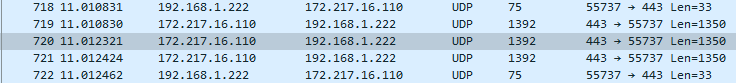 718 11.010831 192.168.1.222 172.217.16.110 UDP 75 55737 → 443 Len=33
719 11.010830 172.217.16.110 192.168.1.222 UDP 1392 443 → 55737 Len=1350
720 11.012321 172.217.16.110 192.168.1.222 UDP 1392 443 → 55737 Len=1350
721 11.012424 172.217.16.110 192.168.1.222 UDP 1392 443 → 55737 Len=1350
722 11.012462 192.168.1.222 172.217.16.110 UDP 75 55737 → 443 Len=33